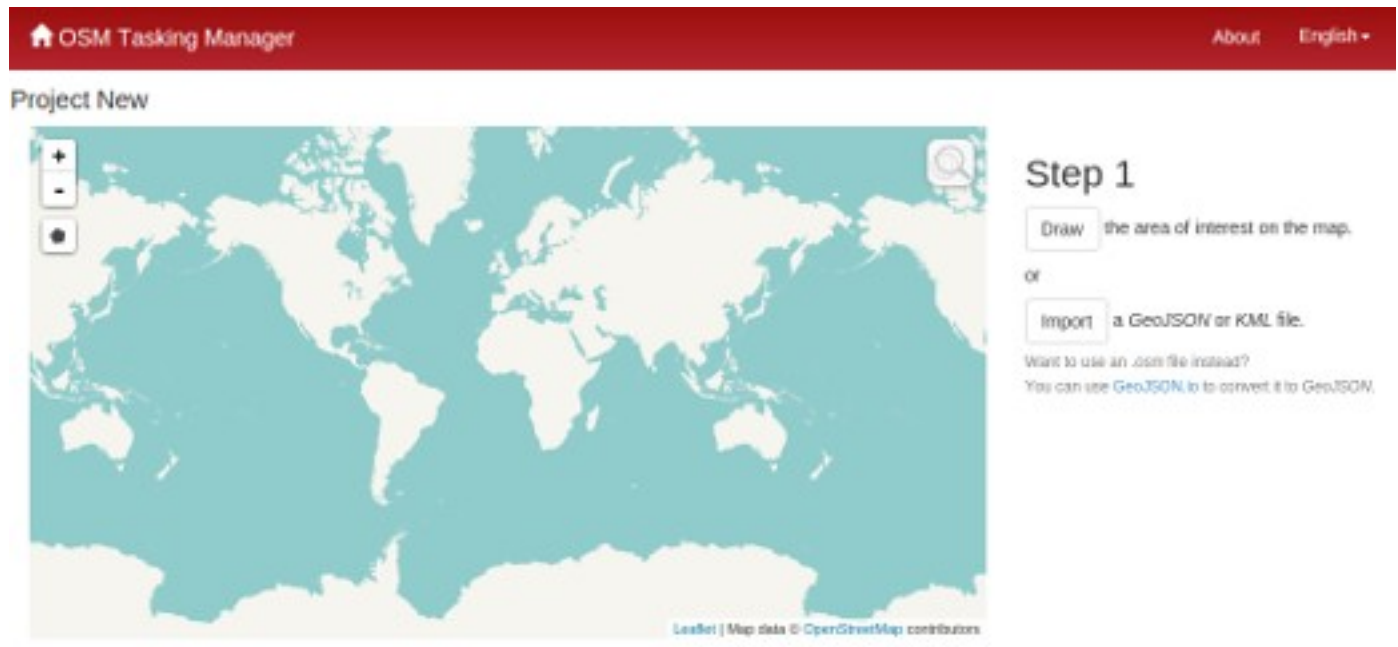 OSM Tasking Manager
About
English
Project New
+
-
Step 1
Draw the area of interest on the map.
or
Import a GeoJSON or KML file.
Want to use an .osm file instead?
You can use GeoJSON.io to convert it to GeoJSON.
Leaflet | Map data © OpenStreetMap contributors